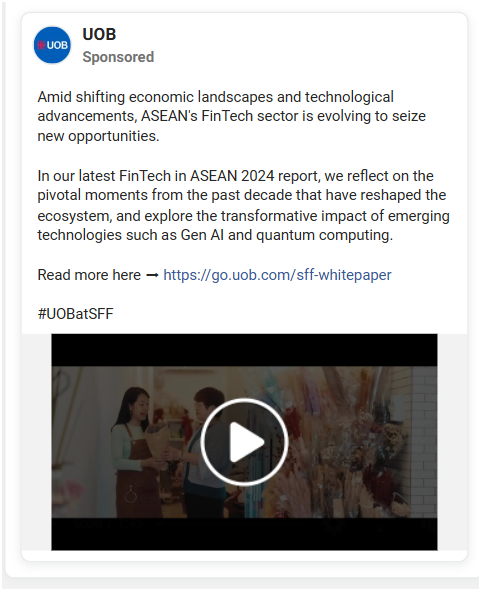 UOB
UOB
Sponsored
Amid shifting economic landscapes and technological
advancements, ASEAN's FinTech sector is evolving to seize
new opportunities.
In our latest FinTech in ASEAN 2024 report, we reflect on the
pivotal moments from the past decade that have reshaped the
ecosystem, and explore the transformative impact of emerging
technologies such as Gen AI and quantum computing.
Read more here ➞ https://go.uob.com/sff-whitepaper
#UOBatSFF